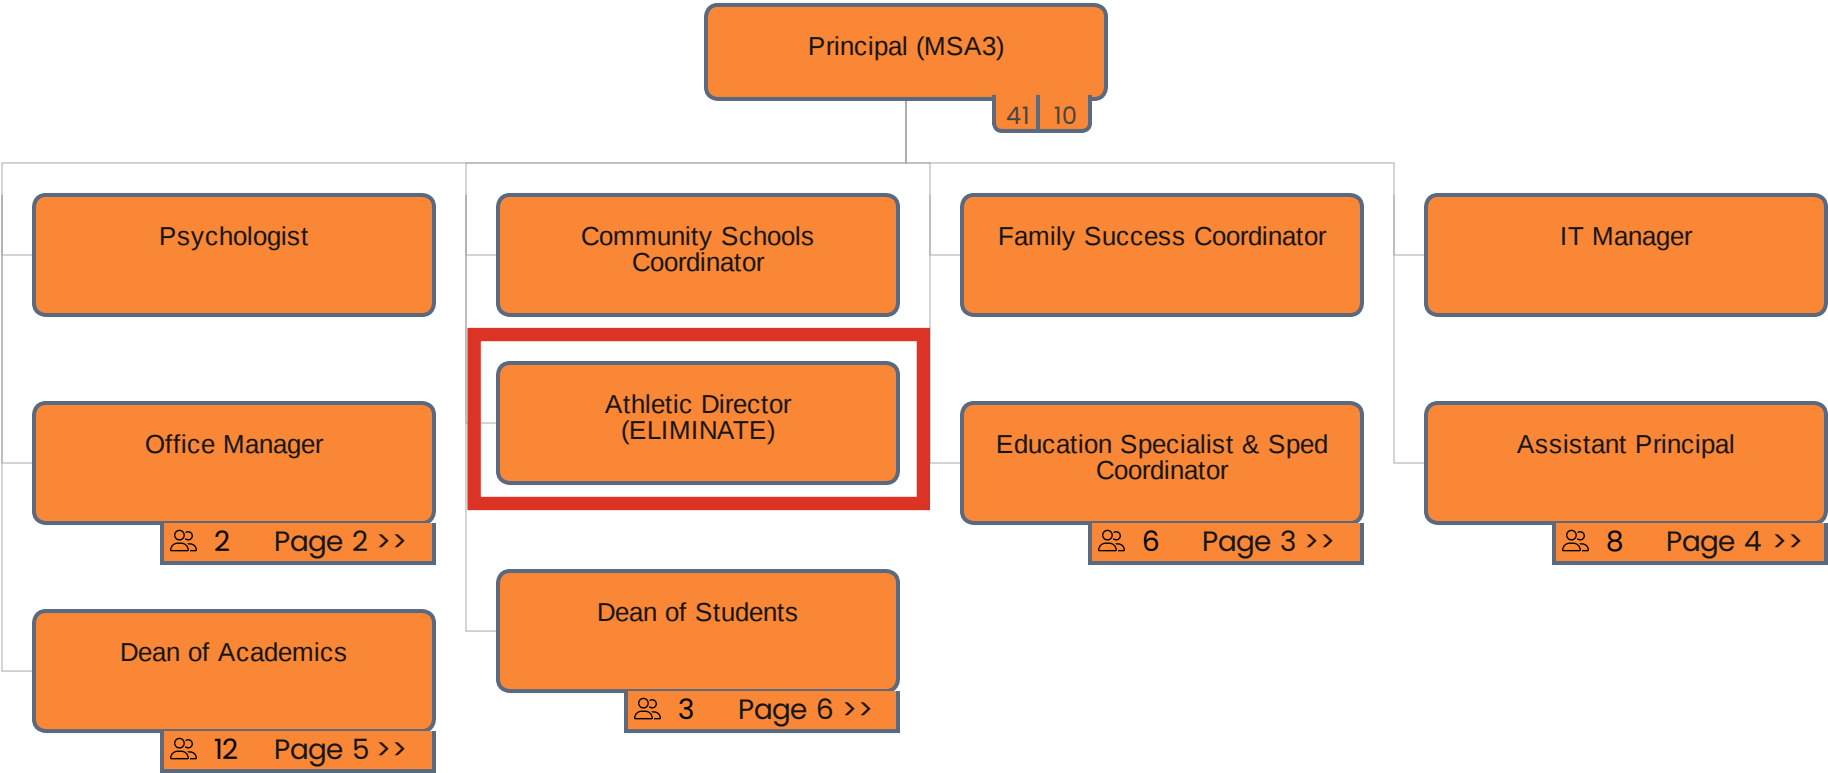 Principal (MSA3)
41 10
Psychologist
Community Schools
Coordinator
Family Success Coordinator
IT Manager
Athletic Director
(ELIMINATE)
Office Manager
2 Page 2 >>
Education Specialist & Sped
Coordinator
6 Page 3 >>
Assistant Principal
8 Page 4 >>
Dean of Academics
12 Page 5 >>
Dean of Students
3 Page 6 >>